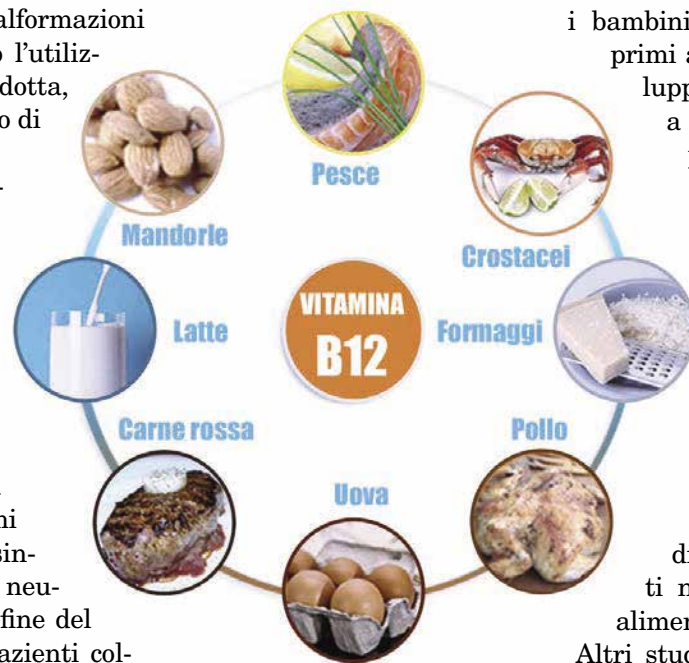 alformazioni
l'utiliz-
dotta,
o di
ni
sin-
neu-
fine del
azienti col-
Pesce
Mandorle
Crostacei
Latte
VITAMINA
B12
Formaggi
Carne rossa
Pollo
Uova
i bambini
primi a
lupp
a
di
ti n
alimen
Altri stud